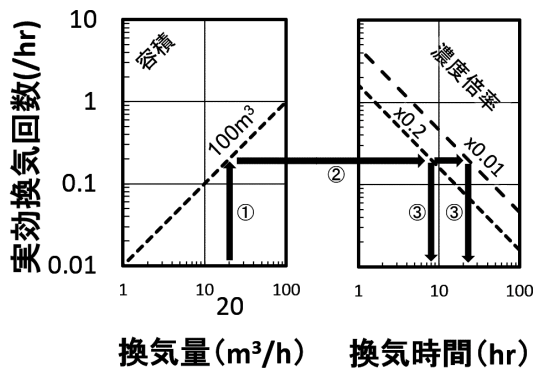 実効換気回数(/hr)
10
1
0.1
0.01
容積
100m³
①
1
10
100
20
換気量(m³/h)
②
濃度倍率
x0.2
x0.01
③
③
1
10
100
換気時間(hr)